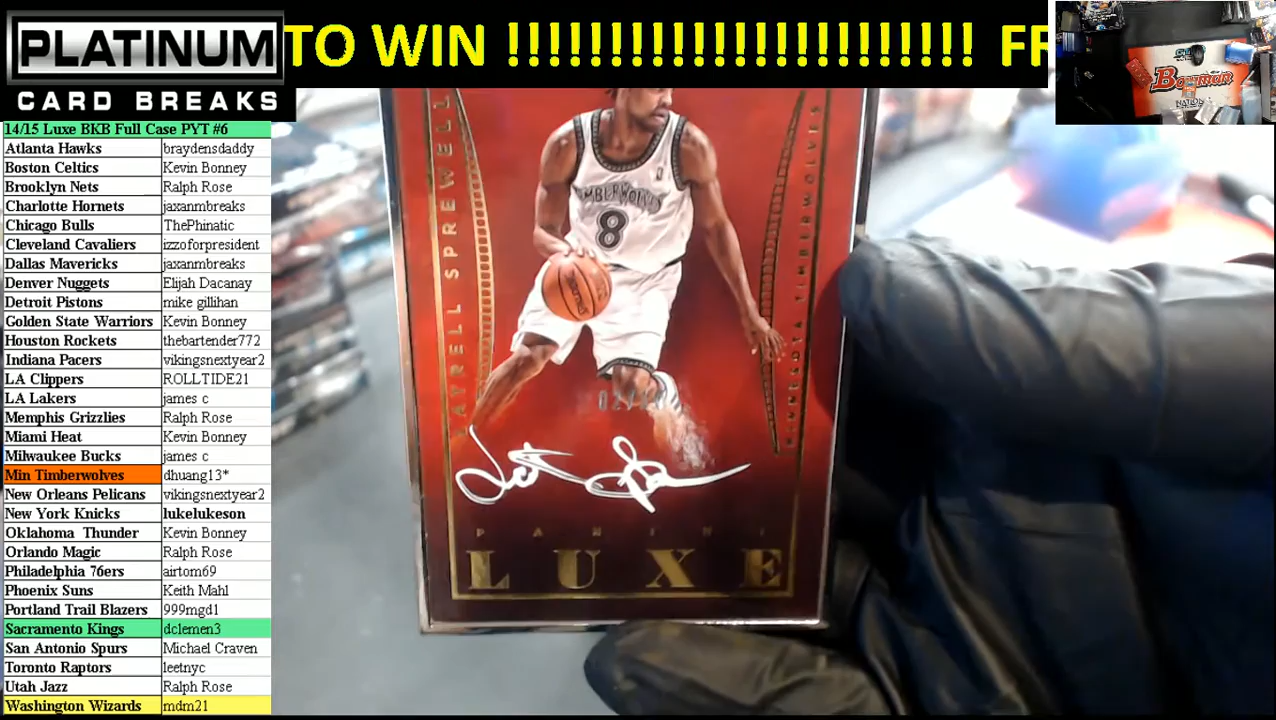 PLATINUM
CARD BREAKS
TO WIN !!!!!!!!!!!!!!!!!!!!!!! FR
14/15 Luxe BKB Full Case PYT #6
Atlanta Hawks braydensdaddy
Boston Celtics Kevin Bonney
Brooklyn Nets Ralph Rose
Charlotte Hornets jaxanmbreaks
Chicago Bulls ThePhinatic
Cleveland Cavaliers izzoforpresident
Dallas Mavericks jaxanmbreaks
Denver Nuggets Elijah Dacanay
Detroit Pistons mike gillihan
Golden State Warriors Kevin Bonney
Houston Rockets thebartender772
Indiana Pacers vikingsnextyear2
LA Clippers ROLLTIDE21
LA Lakers james c
Memphis Grizzlies Ralph Rose
Miami Heat Kevin Bonney
Milwaukee Bucks james c
Min Timberwolves dhuang13*
New Orleans Pelicans vikingsnextyear2
New York Knicks lukelukeson
Oklahoma Thunder Kevin Bonney
Orlando Magic Ralph Rose
Philadelphia 76ers airtom69
Phoenix Suns Keith Mahl
Portland Trail Blazers 999mgd1
Sacramento Kings dclemen3
San Antonio Spurs Michael Craven
Toronto Raptors leetnyc
Utah Jazz Ralph Rose
Washington Wizards mdm21
Bowman
LATRELL SPREWELL
MINNESOTA TIMBERWOLVES
8
PANINI
LUXE